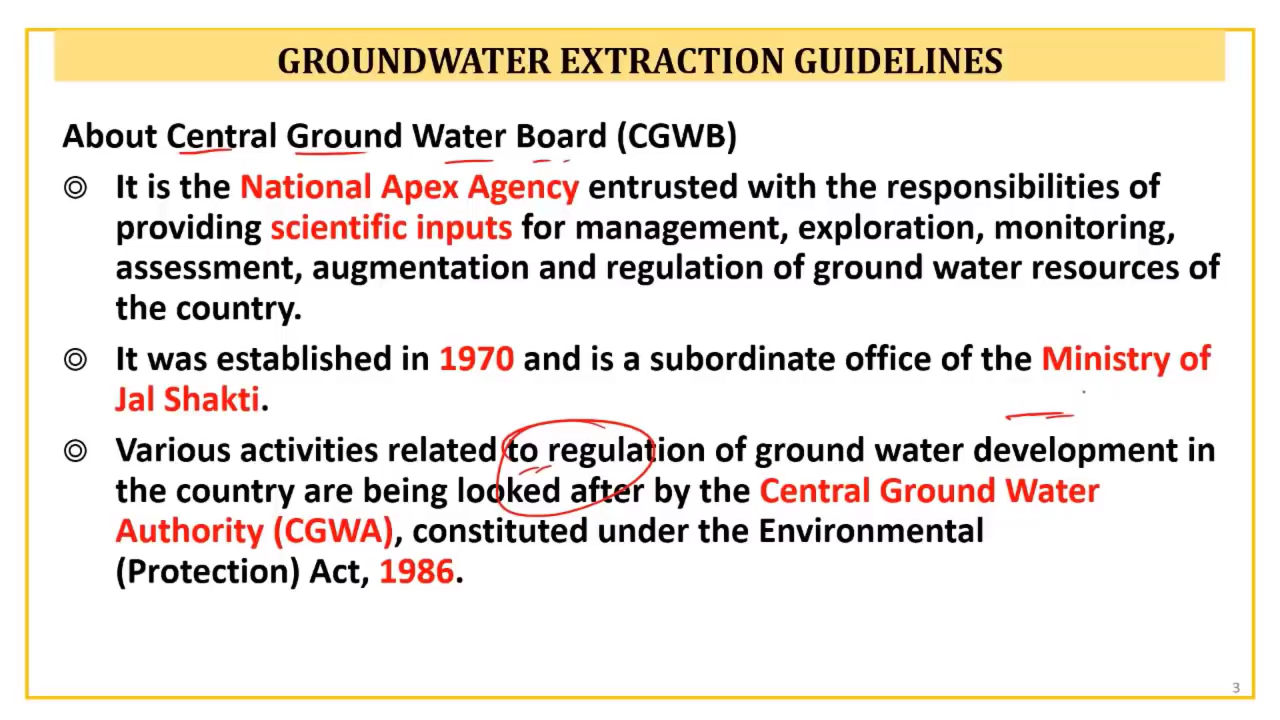 GROUNDWATER EXTRACTION GUIDELINES
About Central Ground Water Board (CGWB)
◎ It is the National Apex Agency entrusted with the responsibilities of
providing scientific inputs for management, exploration, monitoring,
assessment, augmentation and regulation of ground water resources of
the country.
◎ It was established in 1970 and is a subordinate office of the Ministry of
Jal Shakti.
◎ Various activities related to regulation of ground water development in
the country are being looked after by the Central Ground Water
Authority (CGWA), constituted under the Environmental
(Protection) Act, 1986.
3